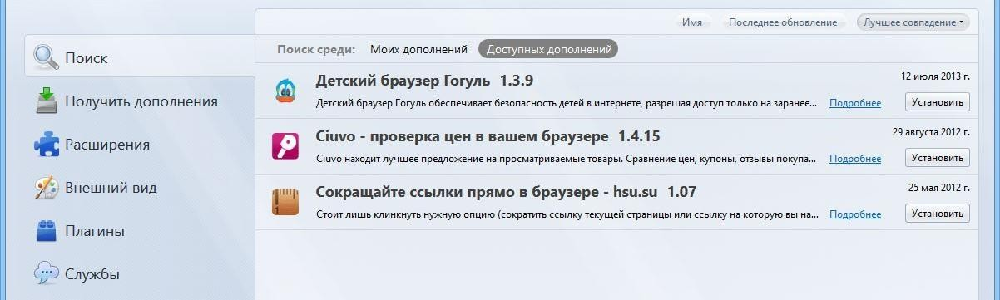 Имя Последнее обновление Лучшее совпадение
Поиск
Поиск среди: Моих дополнений Доступных дополнений
Получить дополнения
Расширения
Внешний вид
Плагины
Службы
Детский браузер Гогуль 1.3.9 12 июля 2013 г.
Детский браузер Гогуль обеспечивает безопасность детей в интернете, разрешая доступ только на заранее... Подробнее Установить
Ciuvo - проверка цен в вашем браузере 1.4.15 29 августа 2012 г.
Ciuvo находит лучшее предложение на просматриваемые товары. Сравнение цен, купоны, отзывы покупа... Подробнее Установить
Сокращайте ссылки прямо в браузере - hsu.su 1.07 25 мая 2012 г.
Стоит лишь кликнуть нужную опцию (сократить ссылку текущей страницы или ссылку на которую вы на... Подробнее Установить